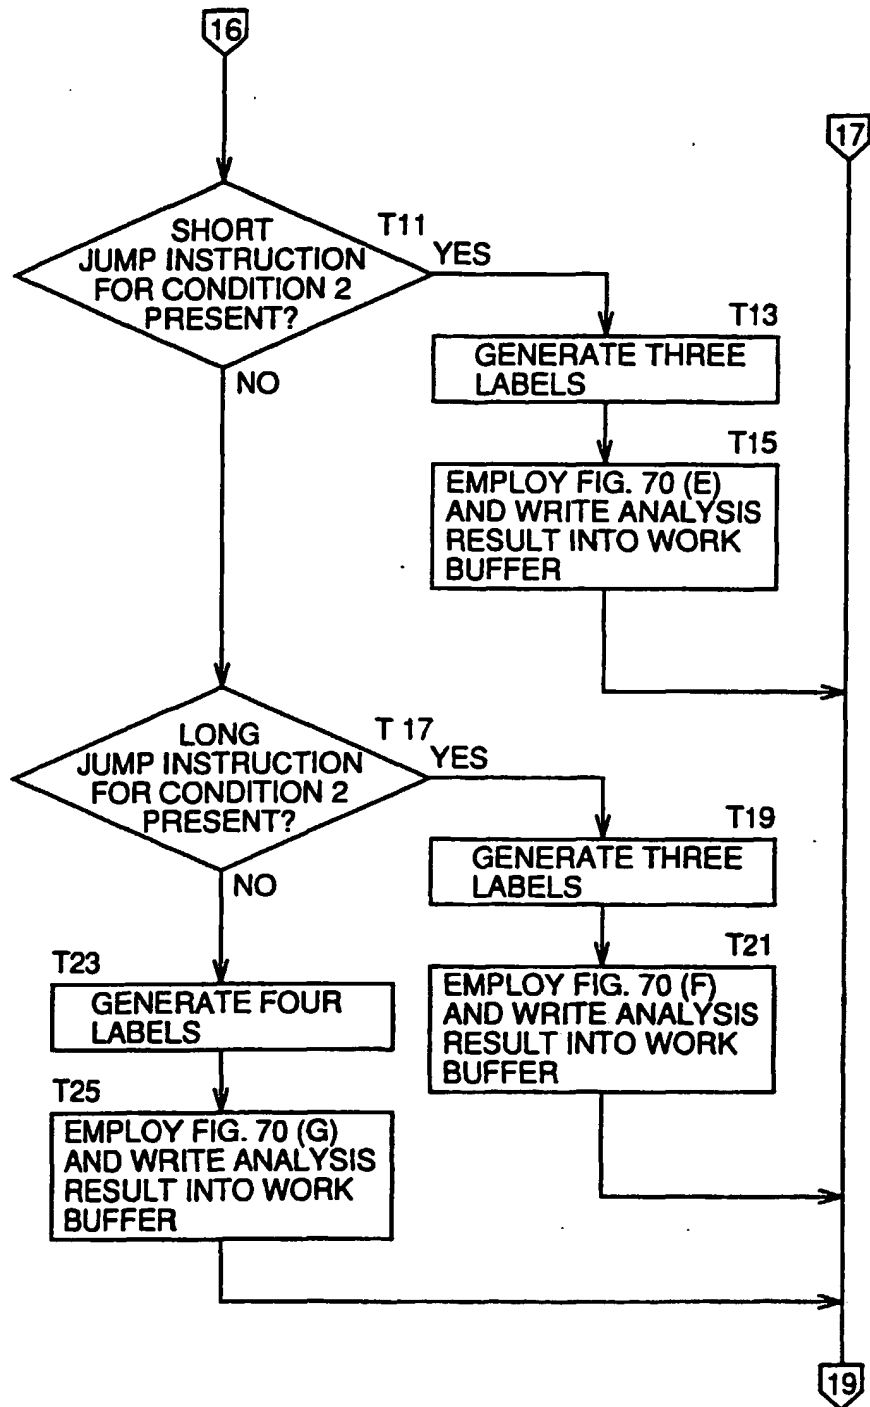 16
17
T11
SHORT
JUMP INSTRUCTION
FOR CONDITION 2
PRESENT?
YES
NO
T13
GENERATE THREE
LABELS
T15
EMPLOY FIG. 70 (E)
AND WRITE ANALYSIS
RESULT INTO WORK
BUFFER
T 17
LONG
JUMP INSTRUCTION
FOR CONDITION 2
PRESENT?
YES
NO
T19
GENERATE THREE
LABELS
T21
EMPLOY FIG. 70 (F)
AND WRITE ANALYSIS
RESULT INTO WORK
BUFFER
T23
GENERATE FOUR
LABELS
T25
EMPLOY FIG. 70 (G)
AND WRITE ANALYSIS
RESULT INTO WORK
BUFFER
19